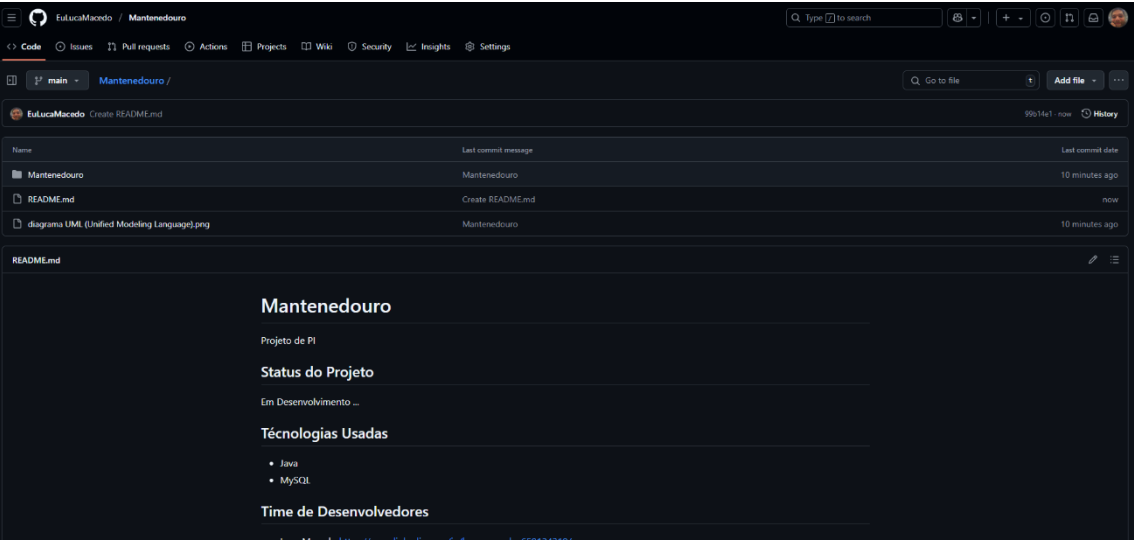 EuLucaMacedo / Mantenedouro
Type / to search
Code Issues Pull requests Actions Projects Wiki Security Insights Settings
main Mantenedouro / Go to file t Add file
EuLucaMacedo Create README.md 99b14e1 · now History
Name Last commit message Last commit date
Mantenedouro Mantenedouro 10 minutes ago
README.md Create README.md now
diagrama UML (Unified Modeling Language).png Mantenedouro 10 minutes ago
README.md
Mantenedouro
Projeto de PI
Status do Projeto
Em Desenvolvimento ...
Técnologias Usadas
Java
MySQL
Time de Desenvolvedores